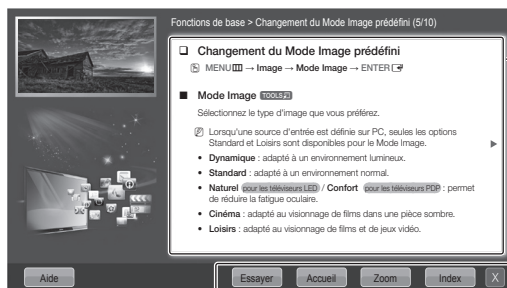 Fonctions de base > Changement du Mode Image prédéfini (5/10)
❑ Changement du Mode Image prédéfini
MENU → Image → Mode Image → ENTER
■ Mode Image TOOLS
Sélectionnez le type d'image que vous préférez.
Lorsqu'une source d'entrée est définie sur PC, seules les options
Standard et Loisirs sont disponibles pour le Mode Image.
• Dynamique : adapté à un environnement lumineux.
• Standard : adapté à un environnement normal.
• Naturel (pour les téléviseurs LED) / Confort (pour les téléviseurs PDP) : permet
de réduire la fatigue oculaire.
• Cinéma : adapté au visionnage de films dans une pièce sombre.
• Loisirs : adapté au visionnage de films et de jeux vidéo.
Aide Essayer Accueil Zoom Index X